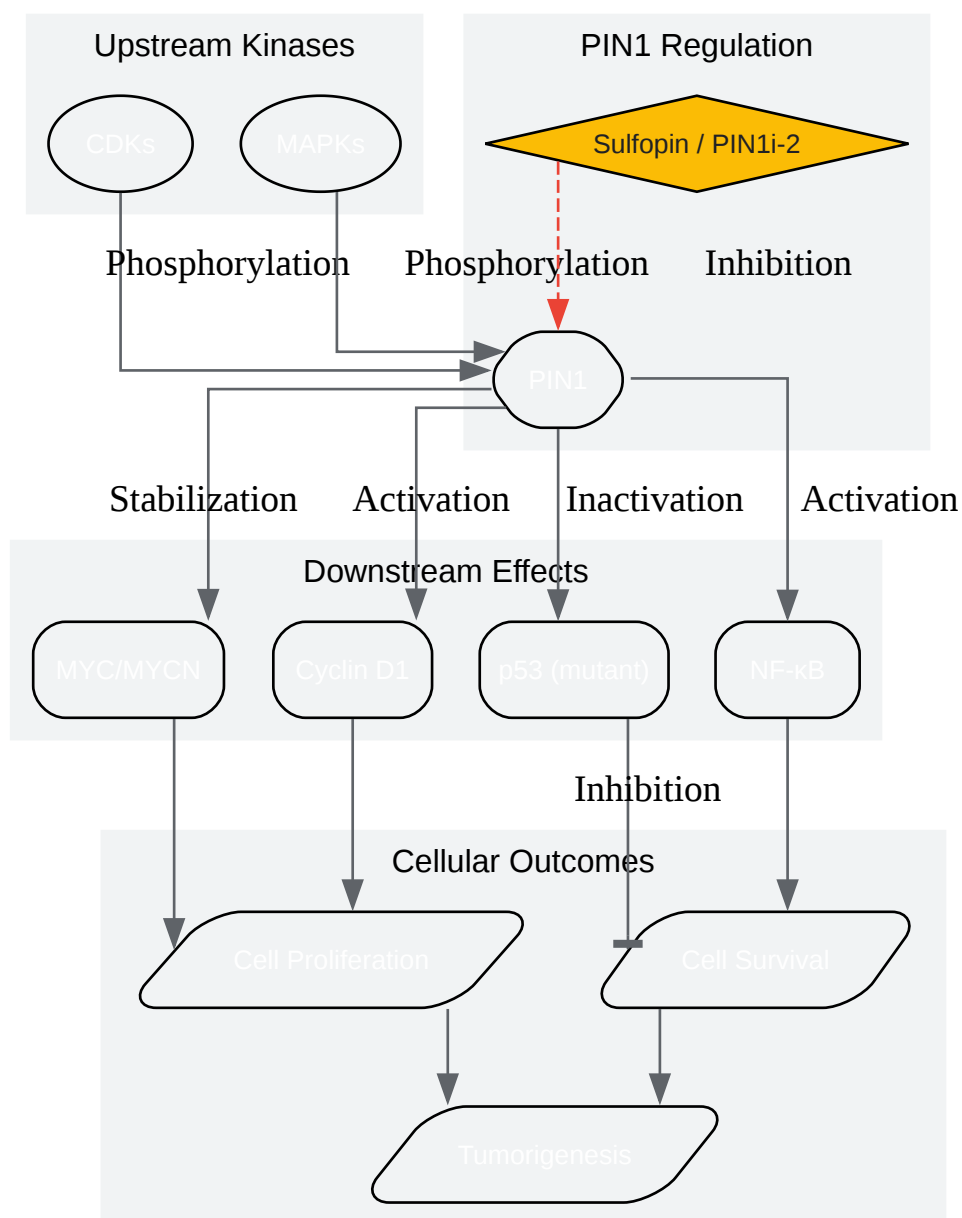 Upstream Kinases
PIN1 Regulation
CDKs
MAPKs
Sulfopin / PIN1i-2
Phosphorylation
Phosphorylation
Inhibition
PIN1
Stabilization
Activation
Inactivation
Activation
Downstream Effects
MYC/MYCN
Cyclin D1
p53 (mutant)
NF-κB
Inhibition
Cellular Outcomes
Cell Proliferation
Cell Survival
Tumorigenesis